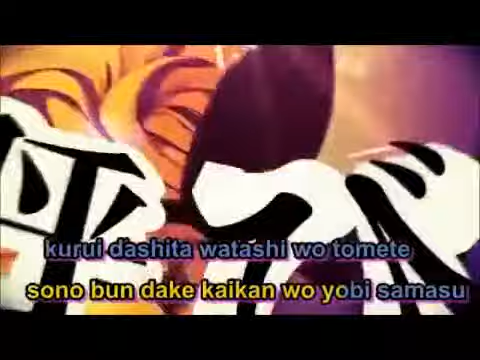 kurui dashita watashi wo tomete
sono bun dake kaikan wo yobi samasu